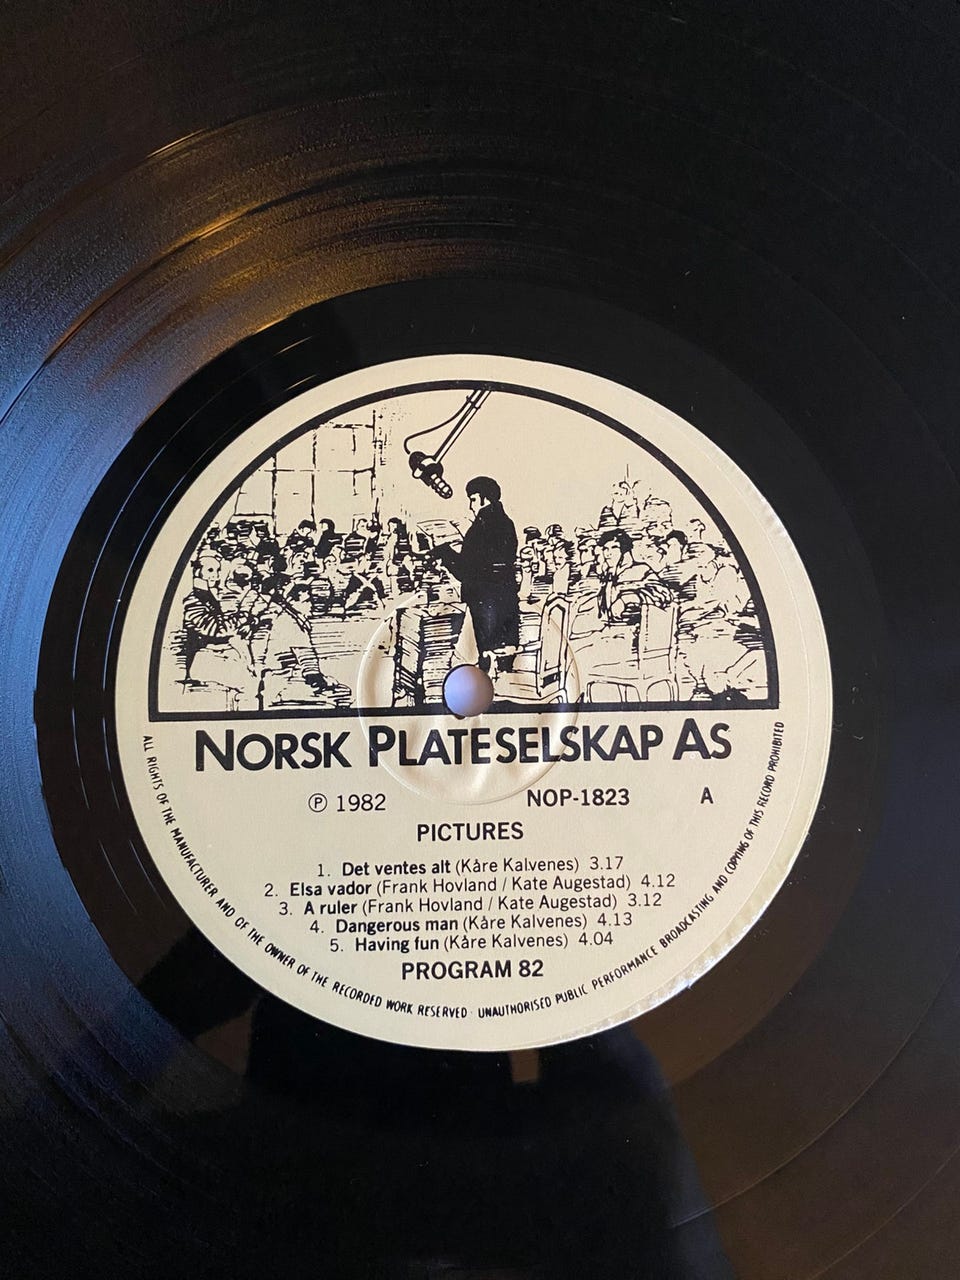 NORSK PLATESELSKAP AS
Ⓟ 1982 NOP-1823 A
PICTURES
1. Det ventes alt (Kåre Kalvenes) 3.17
2. Elsa vador (Frank Hovland / Kate Augestad) 4.12
3. A ruler (Frank Hovland / Kate Augestad) 3.12
4. Dangerous man (Kåre Kalvenes) 4.13
5. Having fun (Kåre Kalvenes) 4.04
PROGRAM 82
ALL RIGHTS OF THE MANUFACTURER AND OF THE OWNER OF THE RECORDED WORK RESERVED · UNAUTHORISED PUBLIC PERFORMANCE BROADCASTING AND COPYING OF THIS RECORD PROHIBITED